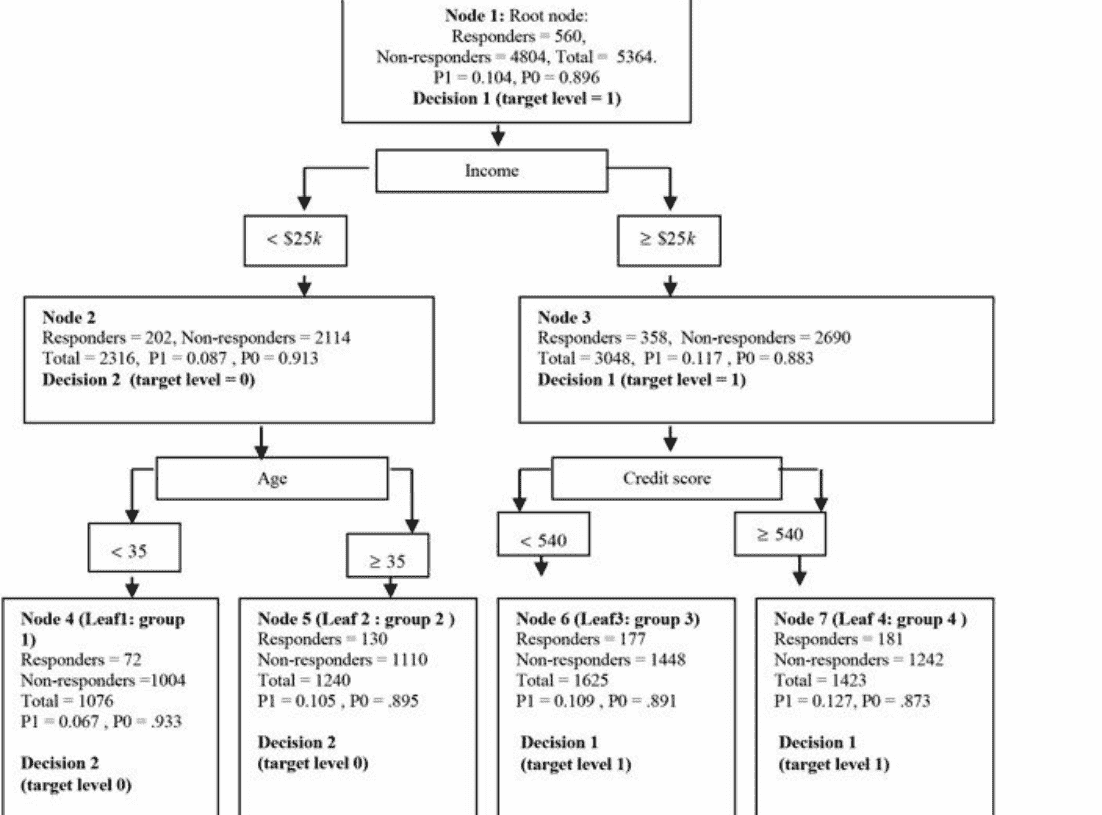 Node 1: Root node:
Responders = 560,
Non-responders = 4804, Total = 5364.
P1 = 0.104, P0 = 0.896
Decision 1 (target level = 1)
Income
< $25k
≥ $25k
Node 2
Responders = 202, Non-responders = 2114
Total = 2316, P1 = 0.087 , P0 = 0.913
Decision 2 (target level = 0)
Node 3
Responders = 358, Non-responders = 2690
Total = 3048, P1 = 0.117 , P0 = 0.883
Decision 1 (target level = 1)
Age
Credit score
< 35
≥ 35
< 540
≥ 540
Node 4 (Leaf1: group
1)
Responders = 72
Non-responders =1004
Total = 1076
P1 = 0.067 , P0 = .933
Decision 2
(target level 0)
Node 5 (Leaf 2 : group 2 )
Responders = 130
Non-responders = 1110
Total = 1240
P1 = 0.105 , P0 = .895
Decision 2
(target level 0)
Node 6 (Leaf3: group 3)
Responders = 177
Non-responders = 1448
Total = 1625
P1 = 0.109 , P0 = .891
Decision 1
(target level 1)
Node 7 (Leaf 4: group 4 )
Responders = 181
Non-responders = 1242
Total = 1423
P1 = 0.127, P0 = .873
Decision 1
(target level 1)